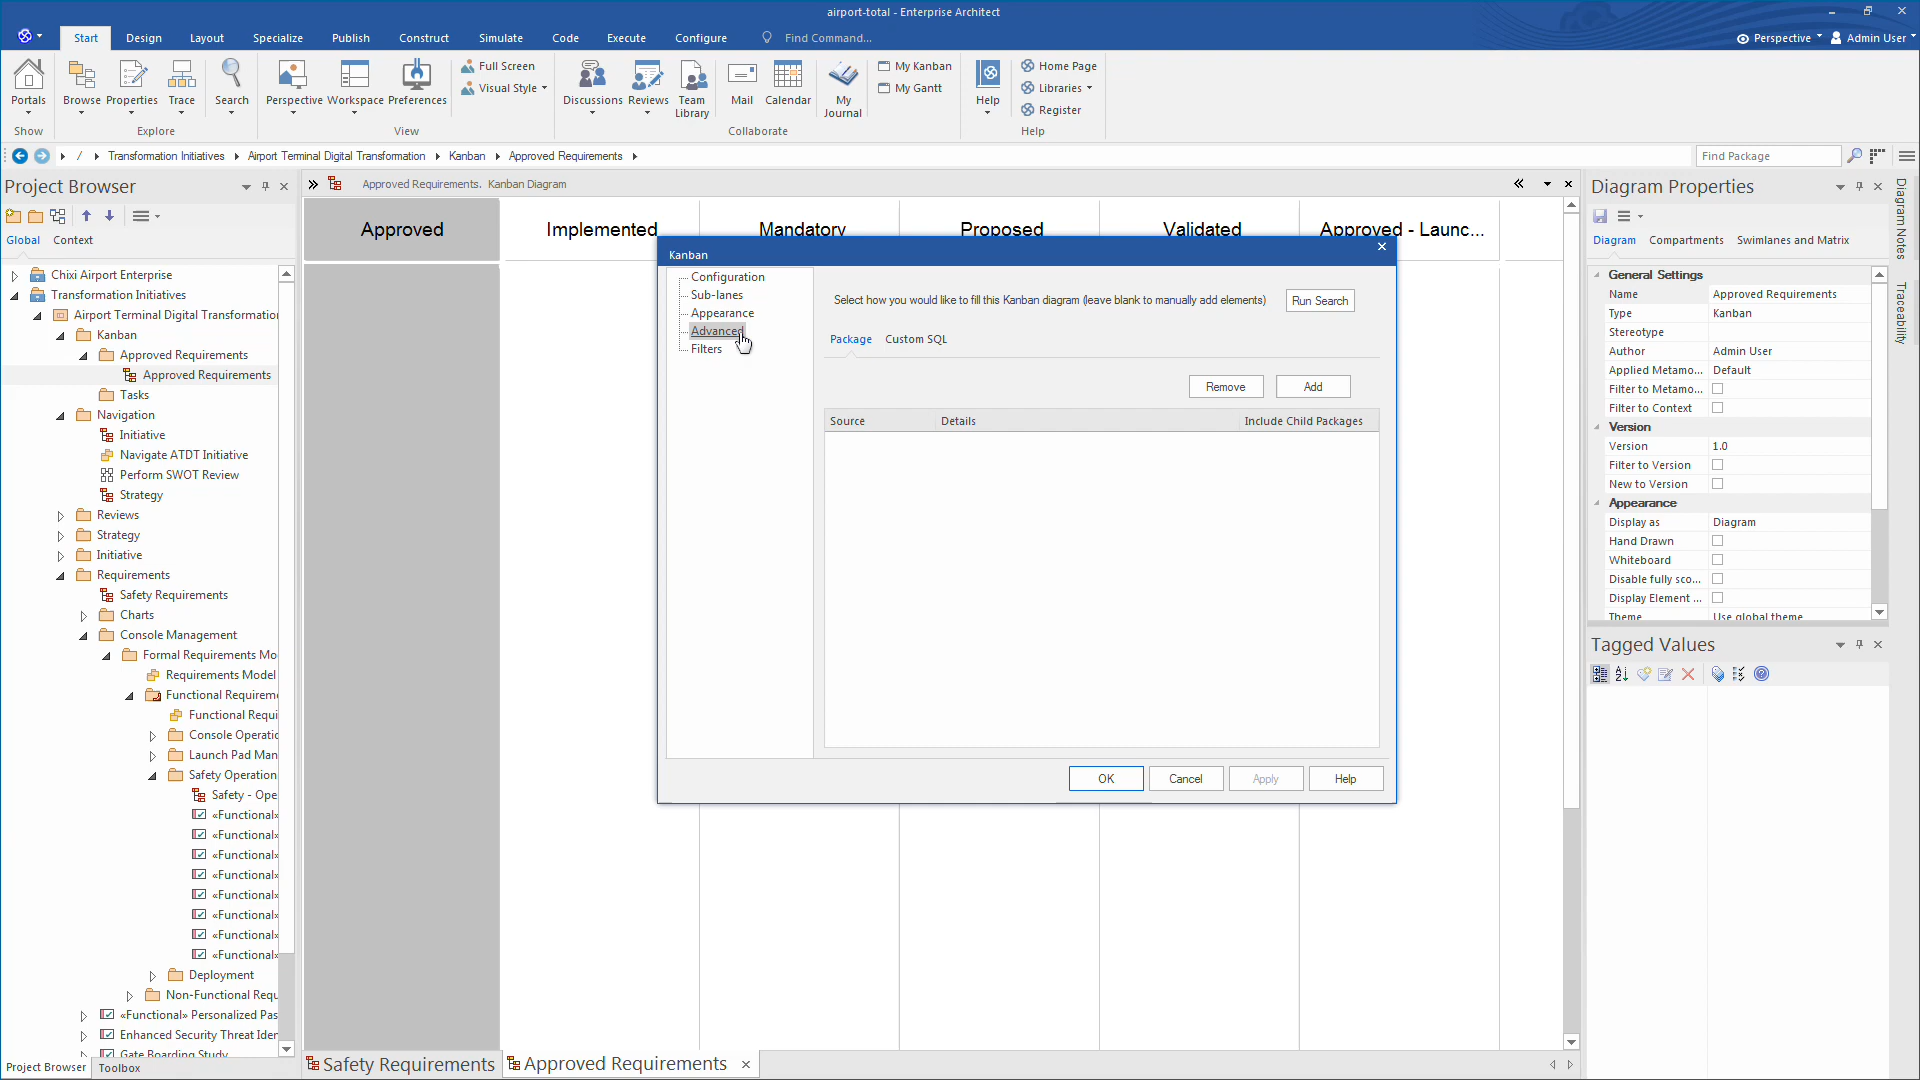 airport-total - Enterprise Architect
Start Design Layout Specialize Publish Construct Simulate Code Execute Configure Find Command... Perspective Admin User
Portals Browse Properties Trace Search Perspective Workspace Preferences
Full Screen
Visual Style
Discussions Reviews Team Library Mail Calendar My Journal
My Kanban
My Gantt
Help
Home Page
Libraries
Register
Show Explore View Collaborate Help
/ Transformation Initiatives Airport Terminal Digital Transformation Kanban Approved Requirements
Find Package
Project Browser
Global Context
Chixi Airport Enterprise
Transformation Initiatives
Airport Terminal Digital Transformation
Kanban
Approved Requirements
Approved Requirements
Tasks
Navigation
Initiative
Navigate ATDT Initiative
Perform SWOT Review
Strategy
Reviews
Strategy
Initiative
Requirements
Safety Requirements
Charts
Console Management
Formal Requirements Mo
Requirements Model
Functional Requirem
Functional Requi
Console Operatio
Launch Pad Man
Safety Operation
Safety - Ope
«Functional»
«Functional»
«Functional»
«Functional»
«Functional»
«Functional»
«Functional»
«Functional»
Deployment
Non-Functional Requ
«Functional» Personalized Pas
Enhanced Security Threat Iden
Gate Boarding Study
Project Browser Toolbox
Approved Requirements. Kanban Diagram
Approved Implemented Mandatory Proposed Validated Approved - Launc...
Kanban
Configuration
Sub-lanes
Appearance
Advanced
Filters
Select how you would like to fill this Kanban diagram (leave blank to manually add elements) Run Search
Package Custom SQL
Remove Add
Source Details Include Child Packages
OK Cancel Apply Help
Safety Requirements Approved Requirements
Diagram Properties
Diagram Compartments Swimlanes and Matrix
General Settings
Name Approved Requirements
Type Kanban
Stereotype
Author Admin User
Applied Metamo... Default
Filter to Metamo...
Filter to Context
Version
Version 1.0
Filter to Version
New to Version
Appearance
Display as Diagram
Hand Drawn
Whiteboard
Disable fully sco...
Display Element ...
Theme Use global theme
Tagged Values
Diagram Notes
Traceability